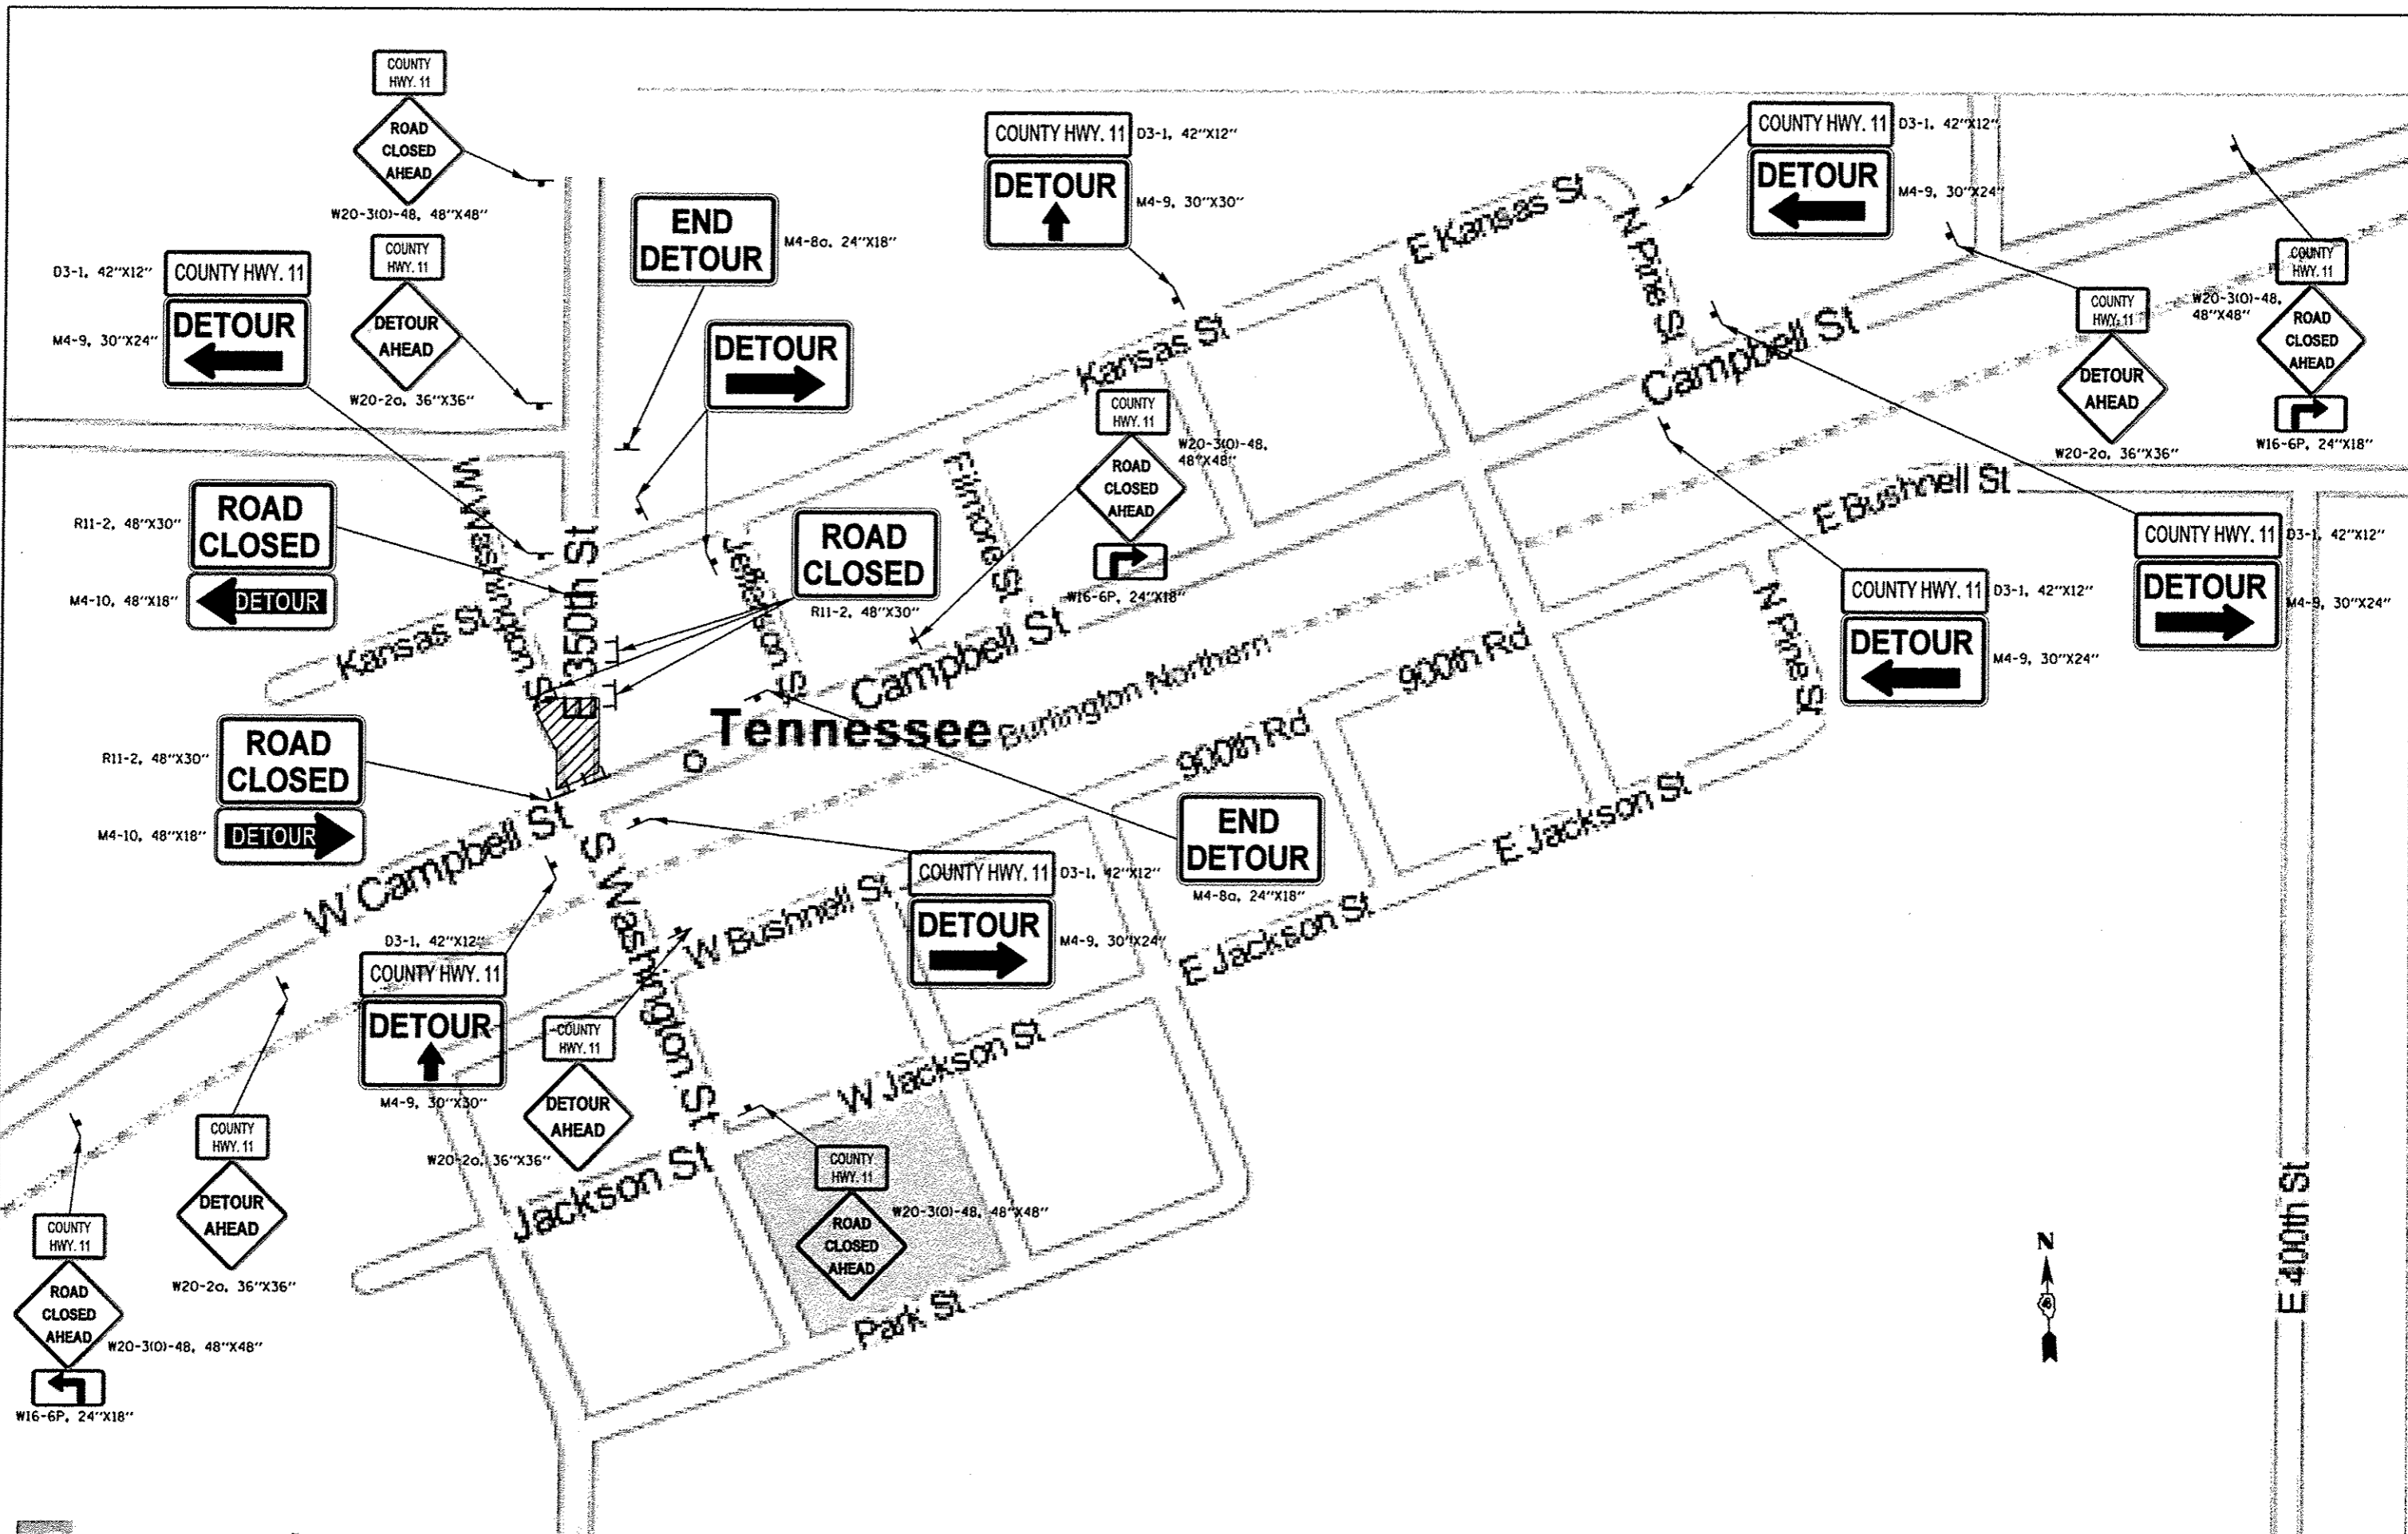 COUNTY
HWY. 11
ROAD
CLOSED
AHEAD
W20-3(O)-48, 48"X48"
COUNTY
HWY. 11
DETOUR
AHEAD
W20-2a, 36"X36"
D3-1, 42"X12"
COUNTY HWY. 11
M4-9, 30"X24"
DETOUR
END
DETOUR
M4-8a, 24"X18"
DETOUR
COUNTY HWY. 11
D3-1, 42"X12"
DETOUR
M4-9, 30"X30"
COUNTY HWY. 11
D3-1, 42"X12"
DETOUR
M4-9, 30"X24"
COUNTY
HWY. 11
DETOUR
AHEAD
W20-2a, 36"X36"
COUNTY
HWY. 11
W20-3(O)-48,
48"X48"
ROAD
CLOSED
AHEAD
W16-6P, 24"X18"
E Kansas St
N Pine St
Kansas St
Campbell St
COUNTY
HWY. 11
W20-3(O)-48,
48"X48"
ROAD
CLOSED
AHEAD
W16-6P, 24"X18"
R11-2, 48"X30"
ROAD
CLOSED
M4-10, 48"X18"
DETOUR
N Washington St
E 350th St
Jefferson St
Fillmore St
ROAD
CLOSED
R11-2, 48"X30"
Kansas St
Campbell St
Tennessee
Burlington Northern
900th Rd
900th Rd
E Bushnell St
N Pine St
COUNTY HWY. 11
D3-1, 42"X12"
DETOUR
M4-9, 30"X24"
COUNTY HWY. 11
D3-1, 42"X12"
DETOUR
M4-9, 30"X24"
R11-2, 48"X30"
ROAD
CLOSED
M4-10, 48"X18"
DETOUR
W Campbell St
S Washington St
W Bushnell St
COUNTY HWY. 11
D3-1, 42"X12"
DETOUR
M4-9, 30"X24"
END
DETOUR
M4-8a, 24"X18"
E Jackson St
E Jackson St
D3-1, 42"X12"
COUNTY HWY. 11
DETOUR
M4-9, 30"X30"
COUNTY
HWY. 11
DETOUR
AHEAD
W20-2a, 36"X36"
W Jackson St
Jackson St
COUNTY
HWY. 11
W20-3(O)-48, 48"X48"
ROAD
CLOSED
AHEAD
Park St
COUNTY
HWY. 11
DETOUR
AHEAD
W20-2a, 36"X36"
COUNTY
HWY. 11
ROAD
CLOSED
AHEAD
W20-3(O)-48, 48"X48"
W16-6P, 24"X18"
N
E 400th St